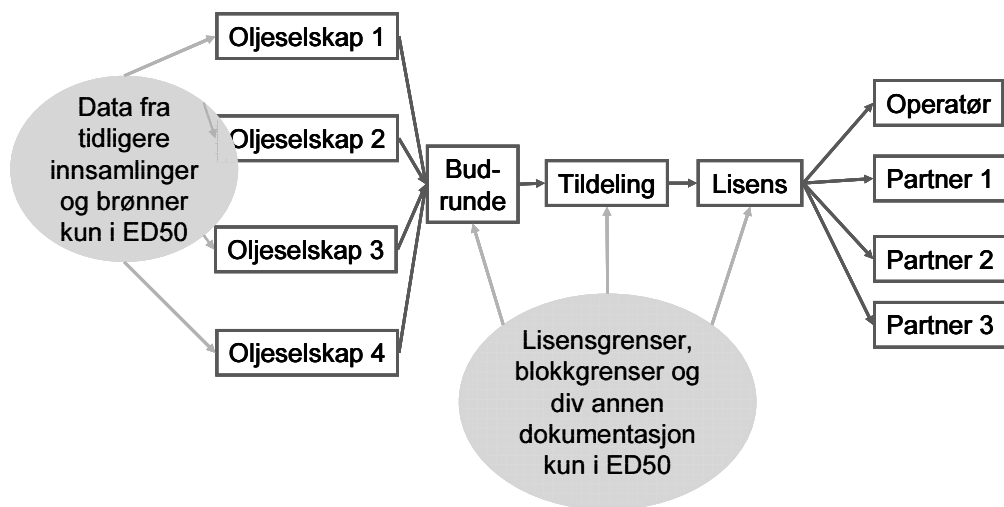 Oljeselskap 1
Data fra
tidligere
innsamlinger
og brønner
kun i ED50
Oljeselskap 2
Oljeselskap 3
Oljeselskap 4
Bud-
runde
Tildeling
Lisens
Operatør
Partner 1
Partner 2
Partner 3
Lisensgrenser,
blokkgrenser og
div annen
dokumentasjon
kun i ED50